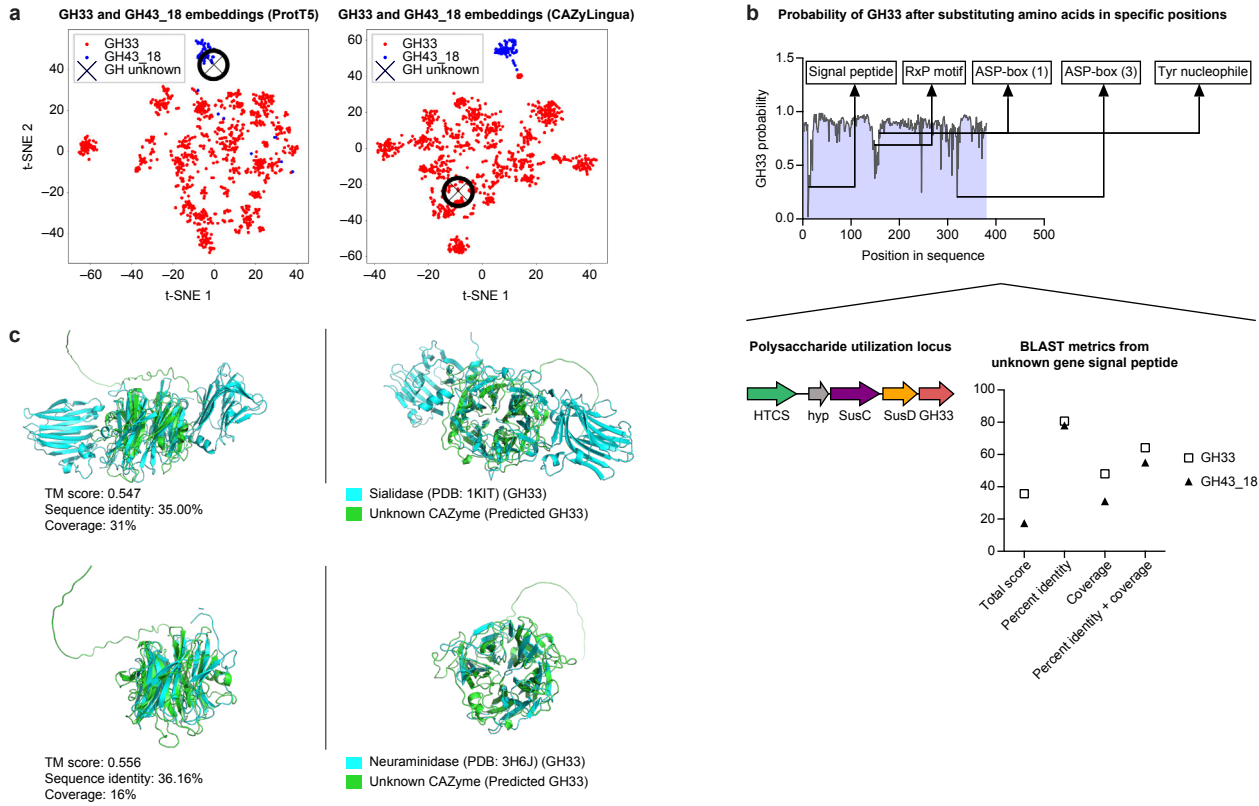 a
GH33 and GH43_18 embeddings (ProtT5)
GH33
GH43_18
GH unknown
60
40
20
0
−20
−40
t-SNE 2
−60
−40
−20
0
20
40
t-SNE 1
GH33 and GH43_18 embeddings (CAZyLingua)
GH33
GH43_18
GH unknown
60
40
20
0
−20
−40
−60
−60
−40
−20
0
20
40
t-SNE 1
b
Probability of GH33 after substituting amino acids in specific positions
Signal peptide
RxP motif
ASP-box (1)
ASP-box (3)
Tyr nucleophile
1.5
1.0
0.5
0.0
GH33 probability
0
100
200
300
400
500
Position in sequence
Polysaccharide utilization locus
HTCS
hyp
SusC
SusD
GH33
BLAST metrics from
unknown gene signal peptide
100
80
60
40
20
0
Total score
Percent identity
Coverage
Percent identity + coverage
GH33
GH43_18
c
TM score: 0.547
Sequence identity: 35.00%
Coverage: 31%
Sialidase (PDB: 1KIT) (GH33)
Unknown CAZyme (Predicted GH33)
TM score: 0.556
Sequence identity: 36.16%
Coverage: 16%
Neuraminidase (PDB: 3H6J) (GH33)
Unknown CAZyme (Predicted GH33)